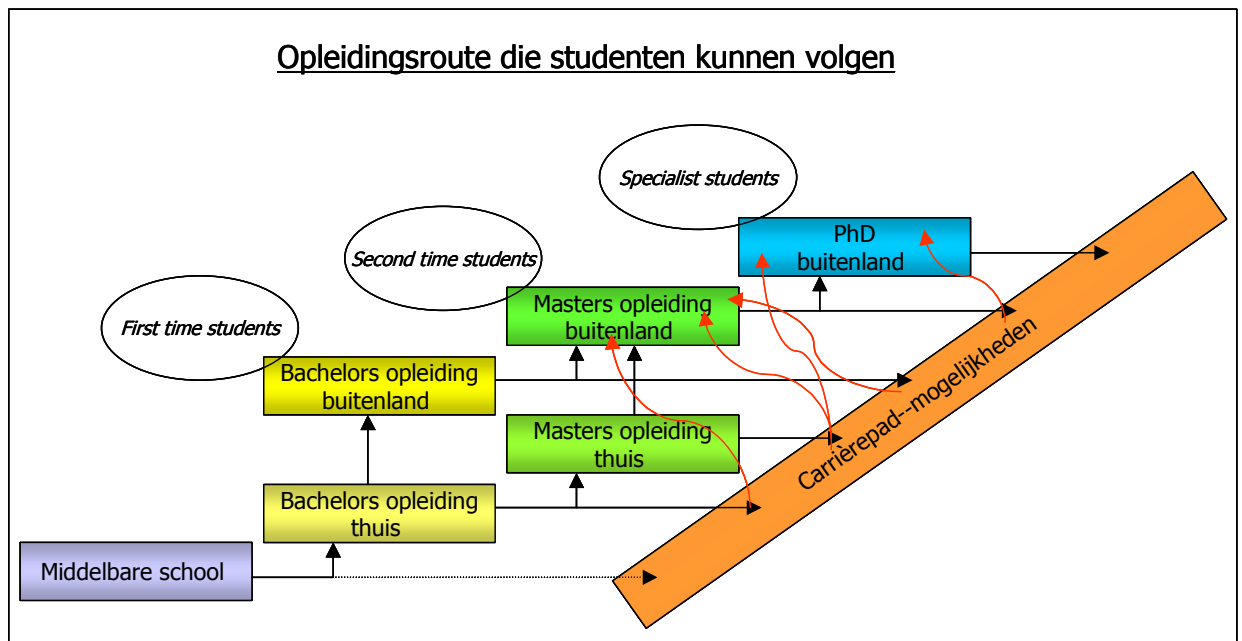 Opleidingsroute die studenten kunnen volgen
Specialist students
PhD
buitenland
Second time students
Masters opleiding
buitenland
First time students
Bachelors opleiding
buitenland
Masters opleiding
thuis
Carrièrepad--mogelijkheden
Bachelors opleiding
thuis
Middelbare school